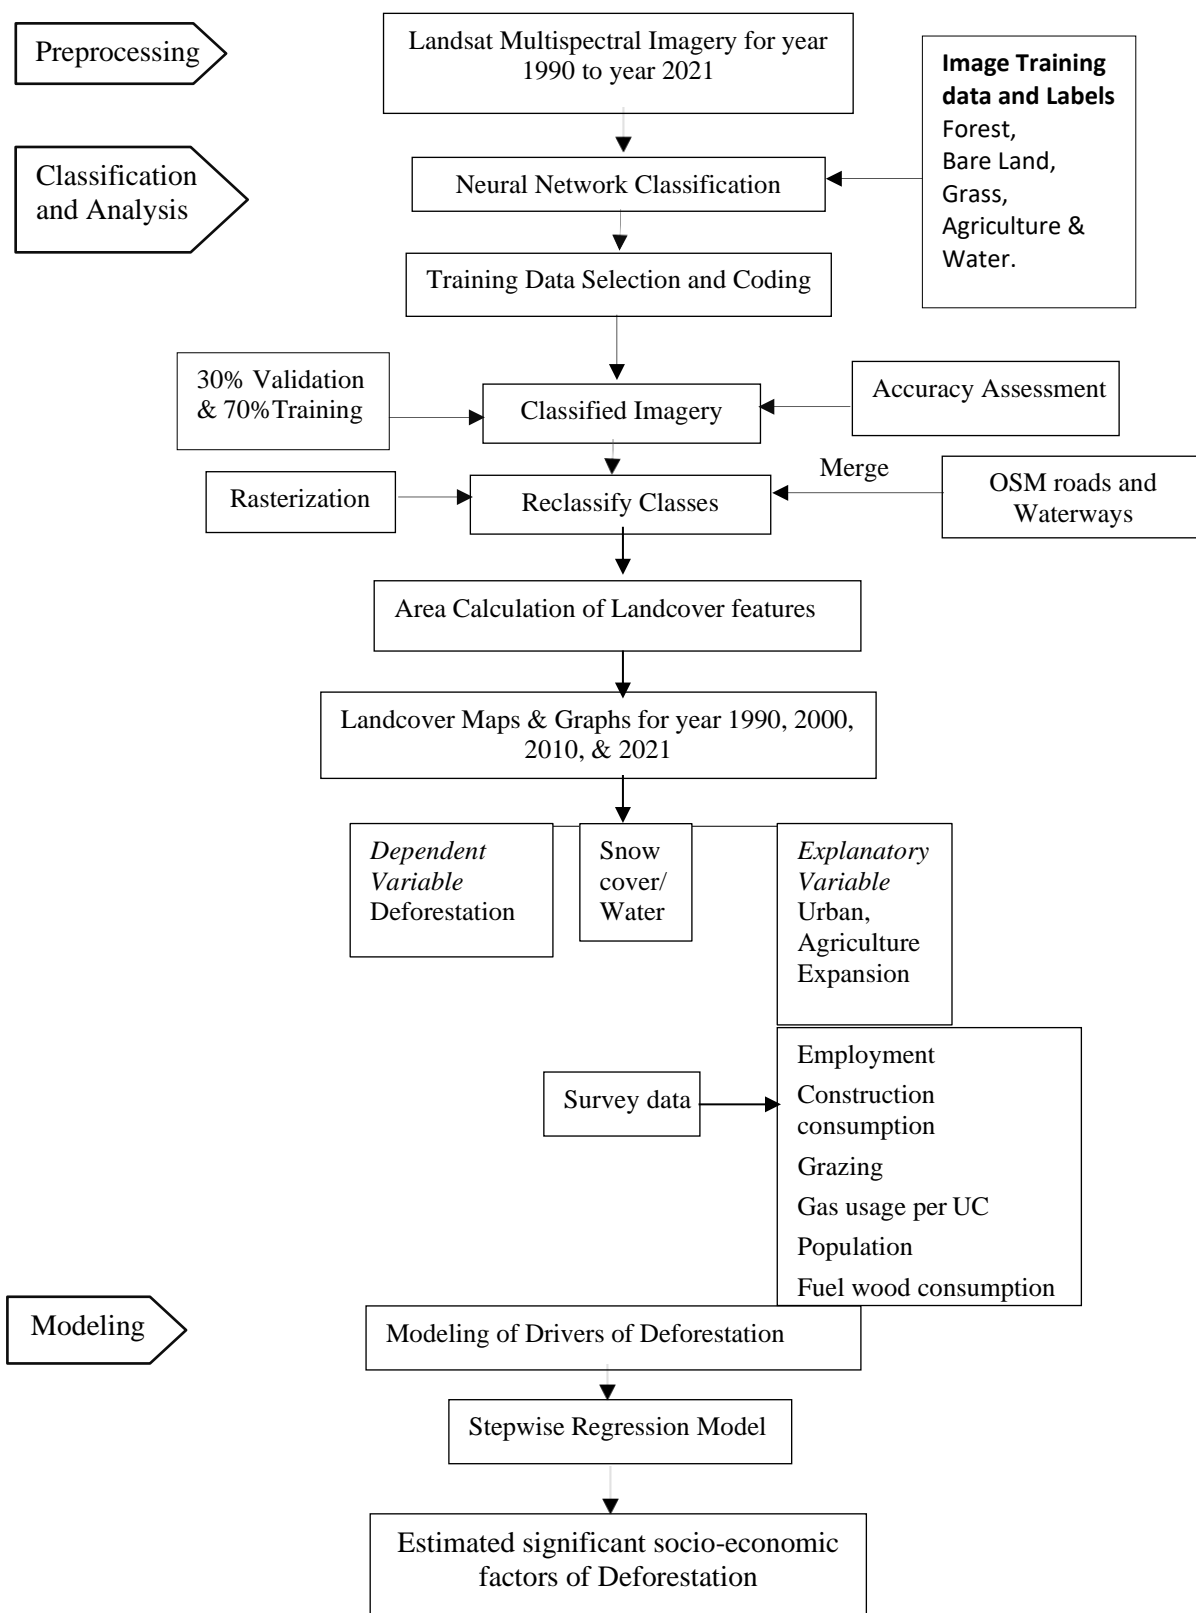 Preprocessing
Landsat Multispectral Imagery for year
1990 to year 2021
Image Training
data and Labels
Forest,
Bare Land,
Grass,
Agriculture &
Water.
Classification
and Analysis
Neural Network Classification
Training Data Selection and Coding
30% Validation
& 70%Training
Classified Imagery
Accuracy Assessment
Rasterization
Reclassify Classes
Merge
OSM roads and
Waterways
Area Calculation of Landcover features
Landcover Maps & Graphs for year 1990, 2000,
2010, & 2021
Dependent
Variable
Deforestation
Snow
cover/
Water
Explanatory
Variable
Urban,
Agriculture
Expansion
Survey data
Employment
Construction
consumption
Grazing
Gas usage per UC
Population
Fuel wood consumption
Modeling
Modeling of Drivers of Deforestation
Stepwise Regression Model
Estimated significant socio-economic
factors of Deforestation